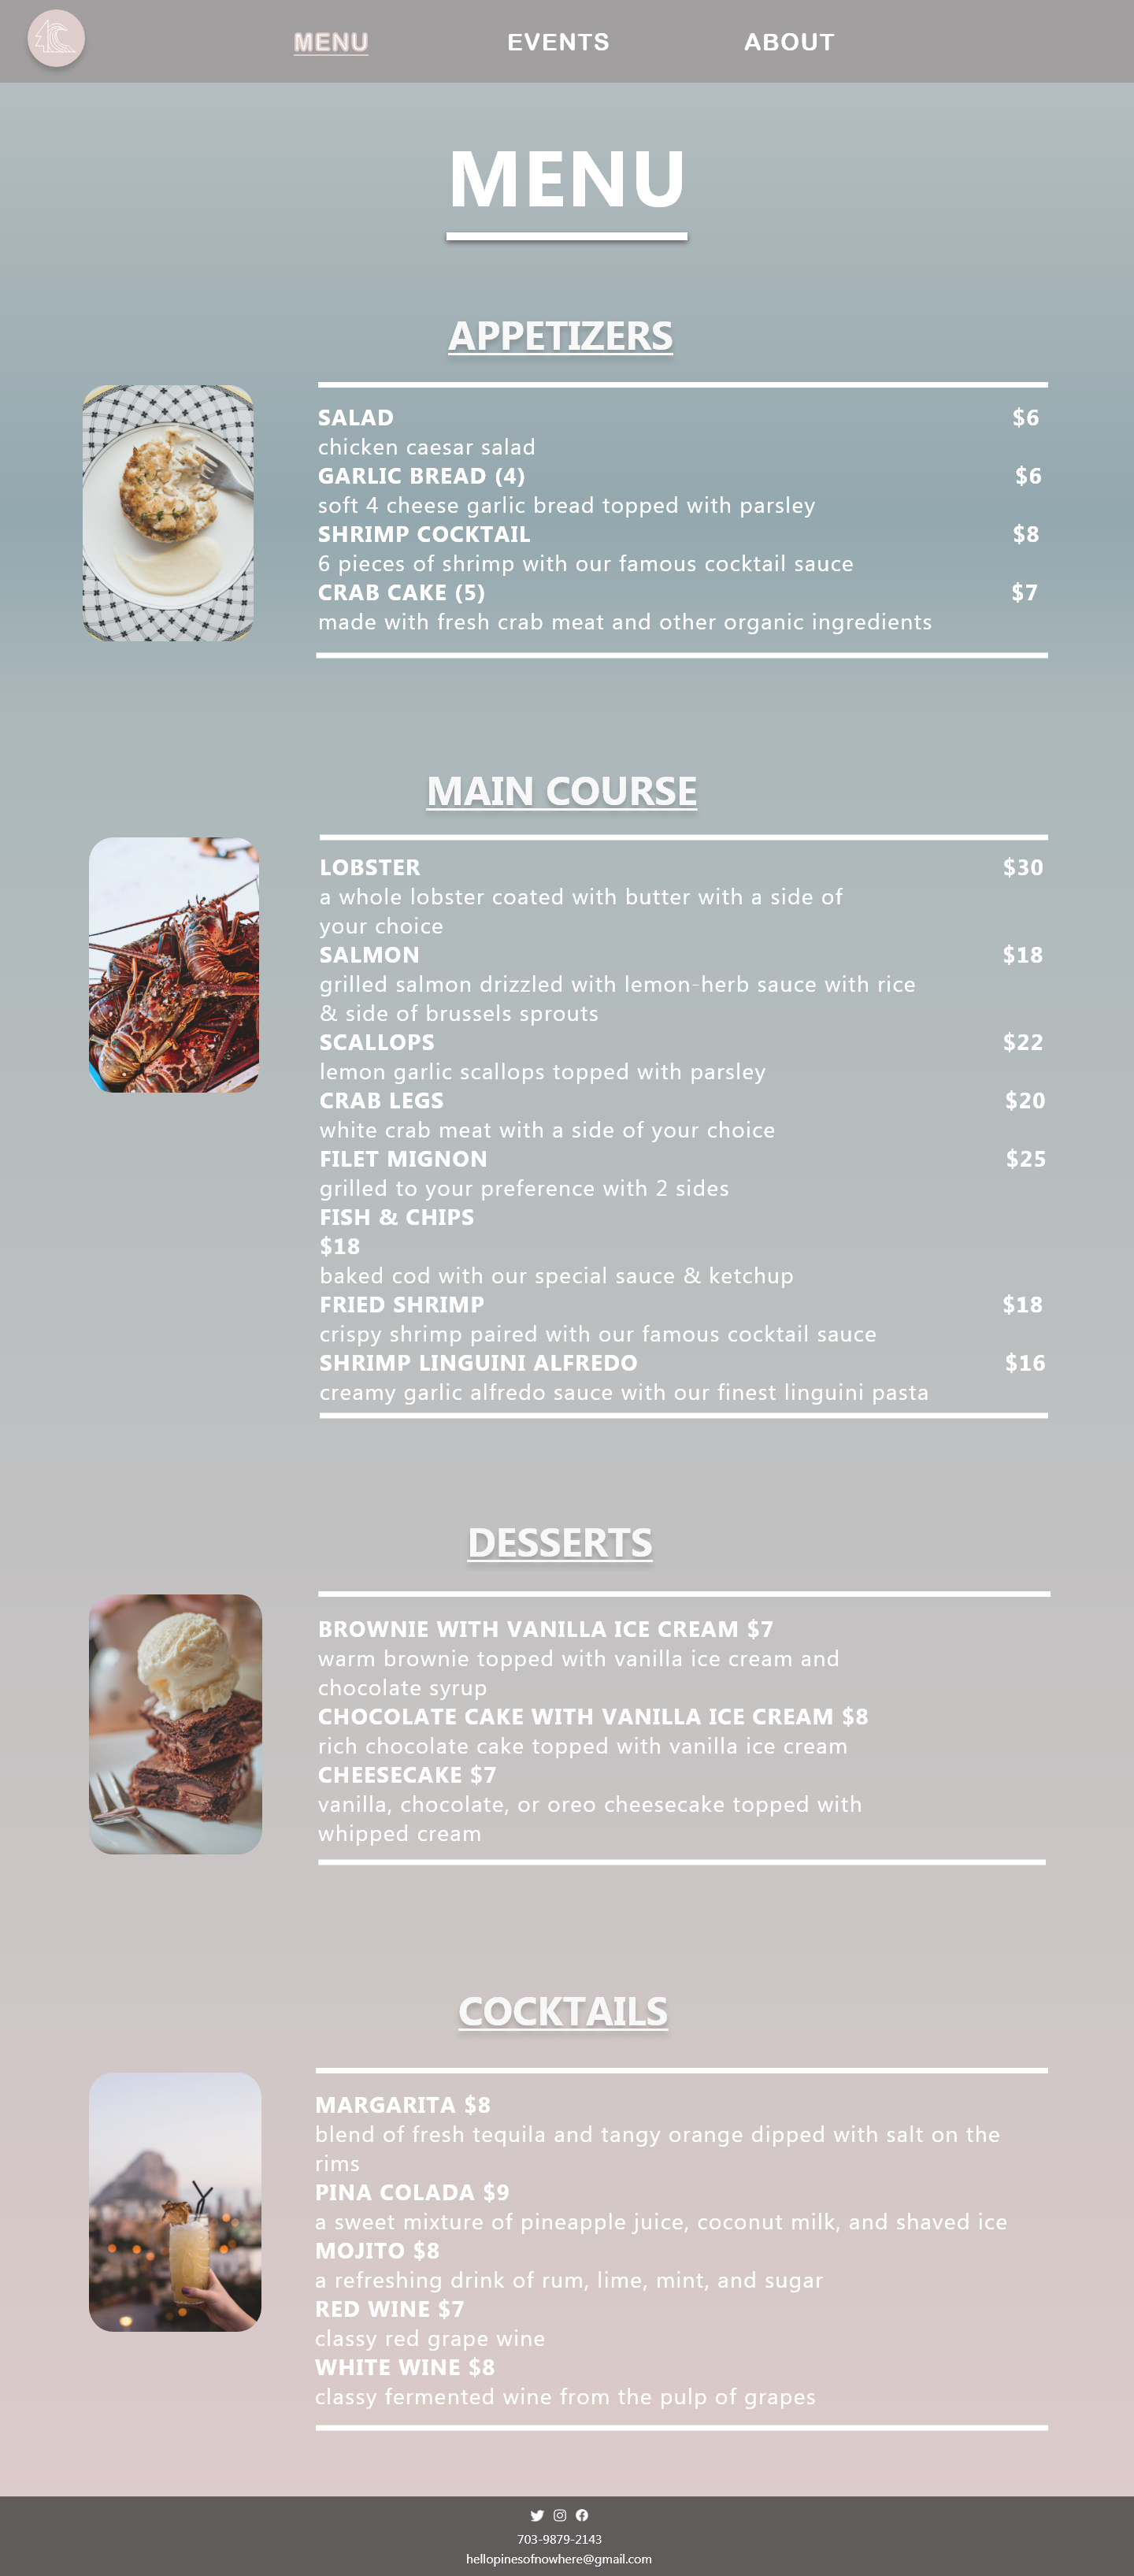 MENU EVENTS ABOUT
MENU
APPETIZERS
SALAD $6
chicken caesar salad
GARLIC BREAD (4) $6
soft 4 cheese garlic bread topped with parsley
SHRIMP COCKTAIL $8
6 pieces of shrimp with our famous cocktail sauce
CRAB CAKE (5) $7
made with fresh crab meat and other organic ingredients
MAIN COURSE
LOBSTER $30
a whole lobster coated with butter with a side of
your choice
SALMON $18
grilled salmon drizzled with lemon-herb sauce with rice
& side of brussels sprouts
SCALLOPS $22
lemon garlic scallops topped with parsley
CRAB LEGS $20
white crab meat with a side of your choice
FILET MIGNON $25
grilled to your preference with 2 sides
FISH & CHIPS
$18
baked cod with our special sauce & ketchup
FRIED SHRIMP $18
crispy shrimp paired with our famous cocktail sauce
SHRIMP LINGUINI ALFREDO $16
creamy garlic alfredo sauce with our finest linguini pasta
DESSERTS
BROWNIE WITH VANILLA ICE CREAM $7
warm brownie topped with vanilla ice cream and
chocolate syrup
CHOCOLATE CAKE WITH VANILLA ICE CREAM $8
rich chocolate cake topped with vanilla ice cream
CHEESECAKE $7
vanilla, chocolate, or oreo cheesecake topped with
whipped cream
COCKTAILS
MARGARITA $8
blend of fresh tequila and tangy orange dipped with salt on the
rims
PINA COLADA $9
a sweet mixture of pineapple juice, coconut milk, and shaved ice
MOJITO $8
a refreshing drink of rum, lime, mint, and sugar
RED WINE $7
classy red grape wine
WHITE WINE $8
classy fermented wine from the pulp of grapes
703-9879-2143
hellopinesofnowhere@gmail.com